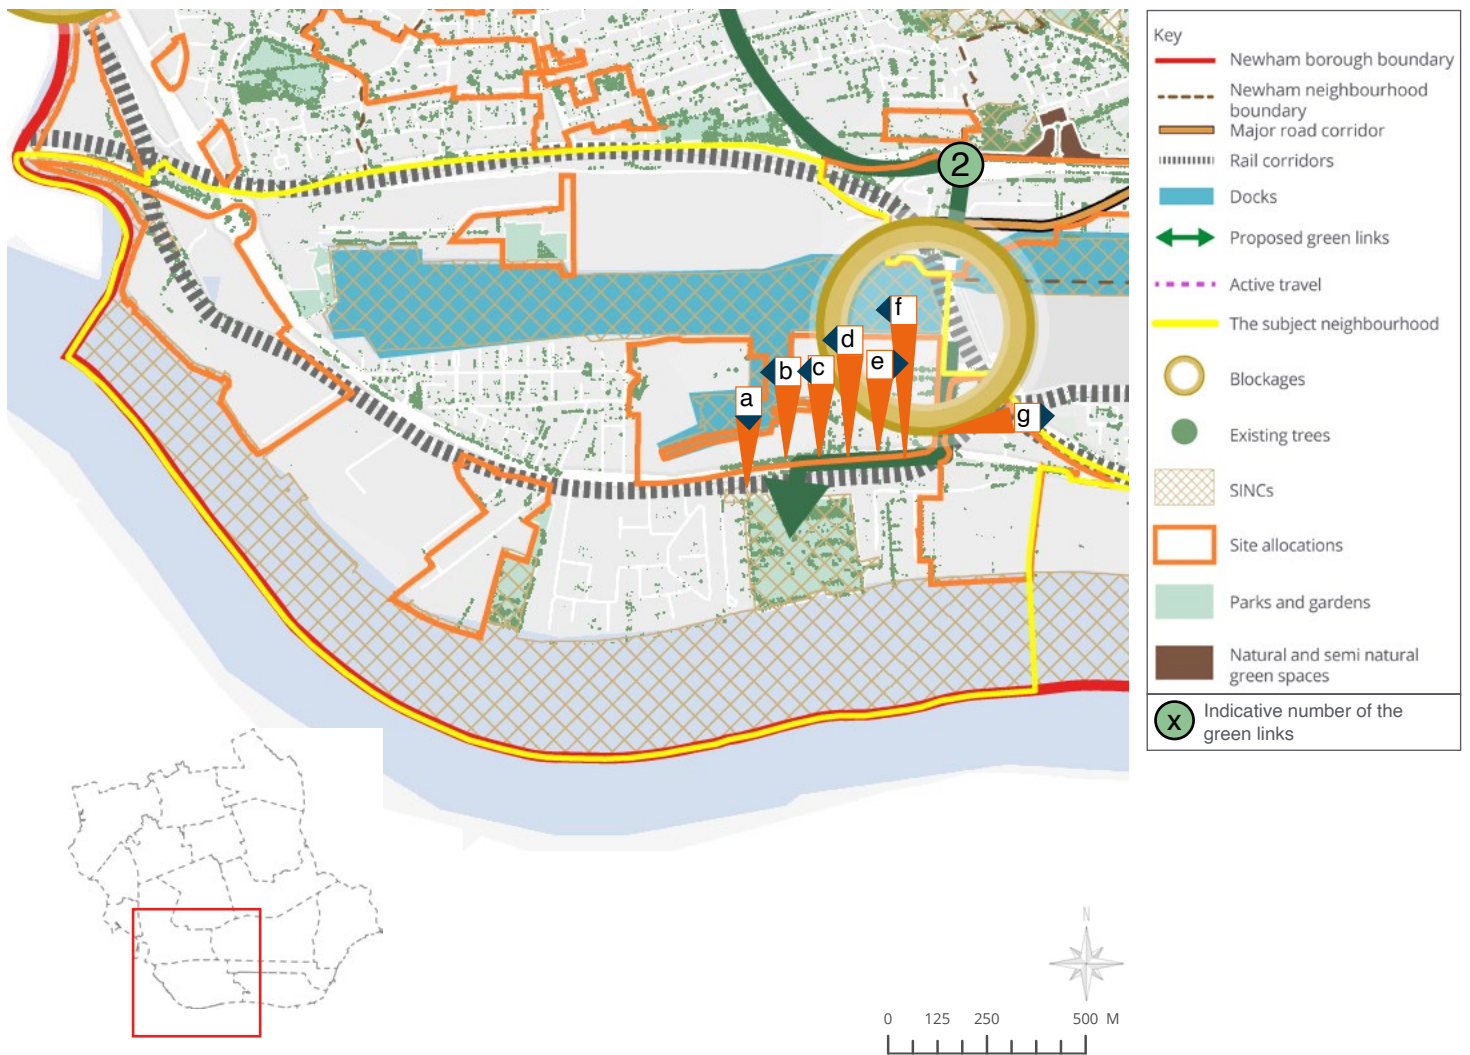 2
f
d
b
c
e
a
g
Key
Newham borough boundary
Newham neighbourhood
boundary
Major road corridor
Rail corridors
Docks
Proposed green links
Active travel
The subject neighbourhood
Blockages
Existing trees
SINCs
Site allocations
Parks and gardens
Natural and semi natural
green spaces
x
Indicative number of the
green links
N
0 125 250 500 M